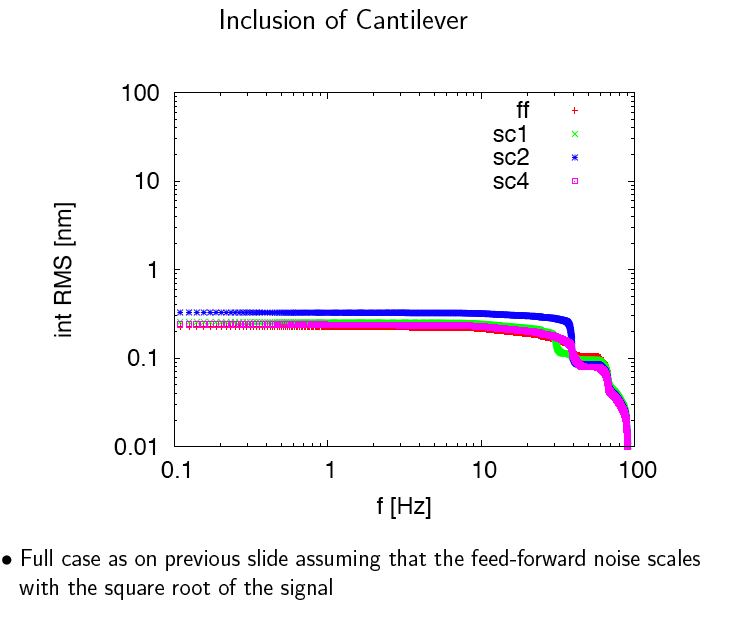 Inclusion of Cantilever
100
10
1
0.1
0.01
int RMS [nm]
ff
sc1
sc2
sc4
0.1 1 10 100
f [Hz]
• Full case as on previous slide assuming that the feed-forward noise scales
with the square root of the signal